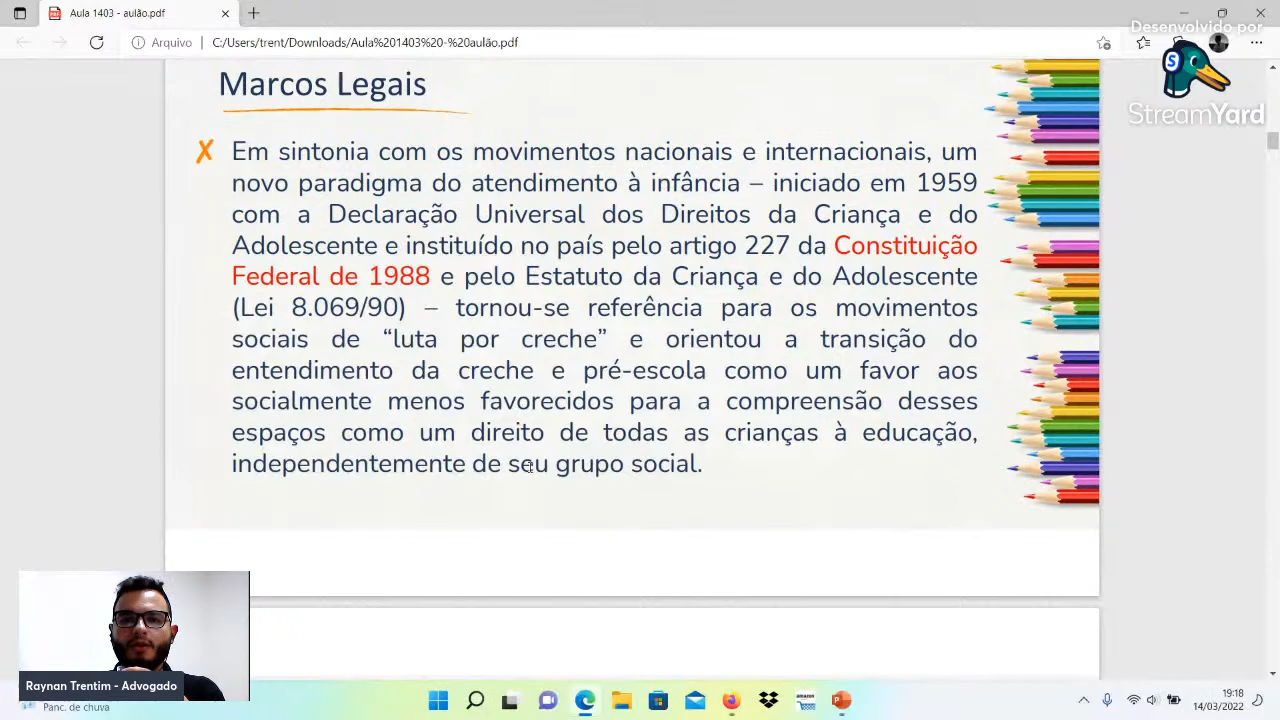 Aula 1403 - aulão.pdf
Desenvolvido por
Arquivo
C:/Users/trent/Downloads/Aula%201403%20-%20aulão.pdf
S
StreamYard
Marcos Legais
✗ Em sintonia com os movimentos nacionais e internacionais, um
novo paradigma do atendimento à infância – iniciado em 1959
com a Declaração Universal dos Direitos da Criança e do
Adolescente e instituído no país pelo artigo 227 da Constituição
Federal de 1988 e pelo Estatuto da Criança e do Adolescente
(Lei 8.069/90) – tornou-se referência para os movimentos
sociais de “luta por creche” e orientou a transição do
entendimento da creche e pré-escola como um favor aos
socialmente menos favorecidos para a compreensão desses
espaços como um direito de todas as crianças à educação,
independentemente de seu grupo social.
Raynan Trentim - Advogado
Panc. de chuva
amazon
19:18
14/03/2022